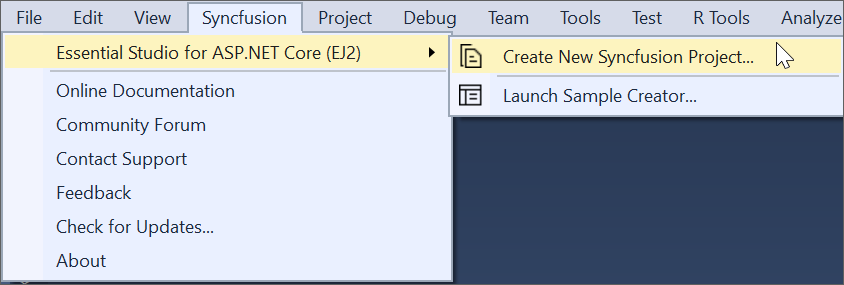 File Edit View Syncfusion Project Debug Team Tools Test R Tools Analyze
Essential Studio for ASP.NET Core (EJ2)
Create New Syncfusion Project...
Launch Sample Creator...
Online Documentation
Community Forum
Contact Support
Feedback
Check for Updates...
About